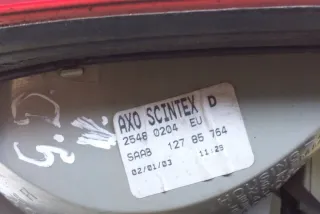 AXO SCINTEX D
2548 0204 EU
SAAB 127 85 764
02/01/03 11:29